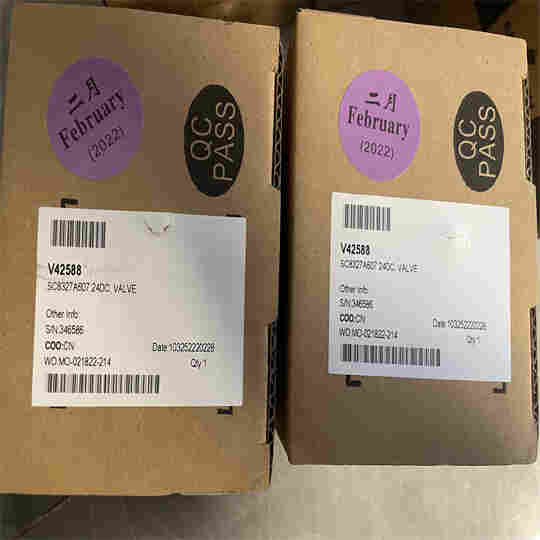 二月
February
(2022)
QC
PASS
V42588
SC8327A607 24DC, VALVE
Other Info:
S/N:346586
COO:CN
Date:103252220228
WO:MO-021822-214
Qty 1
二月
February
(2022)
QC
PASS
V42588
SC8327A607 24DC, VALVE
Other Info:
S/N:346586
COO:CN
Date:103252220228
WO:MO-021822-214
Qty 1